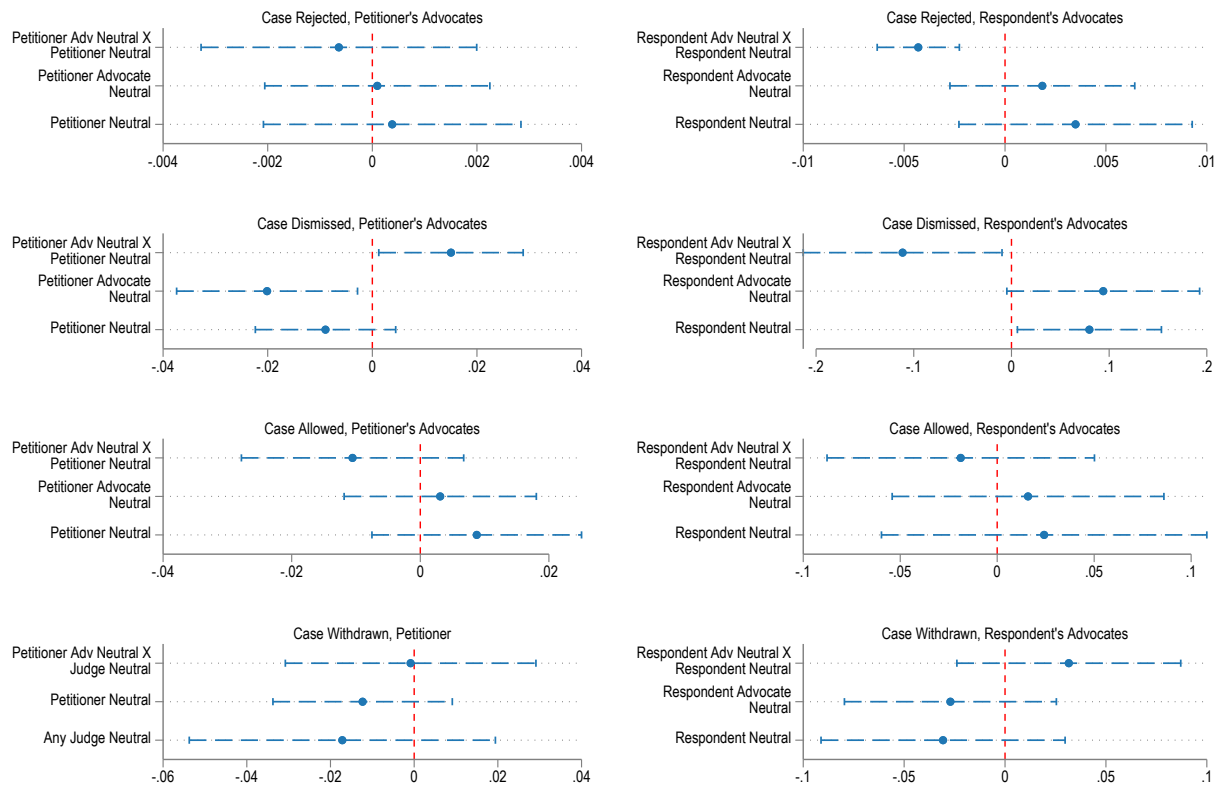 Case Rejected, Petitioner's Advocates
Petitioner Adv Neutral X
Petitioner Neutral
Petitioner Advocate
Neutral
Petitioner Neutral
-.004 -.002 0 .002 .004
Case Rejected, Respondent's Advocates
Respondent Adv Neutral X
Respondent Neutral
Respondent Advocate
Neutral
Respondent Neutral
-.01 -.005 0 .005 .01
Case Dismissed, Petitioner's Advocates
Petitioner Adv Neutral X
Petitioner Neutral
Petitioner Advocate
Neutral
Petitioner Neutral
-.04 -.02 0 .02 .04
Case Dismissed, Respondent's Advocates
Respondent Adv Neutral X
Respondent Neutral
Respondent Advocate
Neutral
Respondent Neutral
-.2 -.1 0 .1 .2
Case Allowed, Petitioner's Advocates
Petitioner Adv Neutral X
Petitioner Neutral
Petitioner Advocate
Neutral
Petitioner Neutral
-.04 -.02 0 .02
Case Allowed, Respondent's Advocates
Respondent Adv Neutral X
Respondent Neutral
Respondent Advocate
Neutral
Respondent Neutral
-.1 -.05 0 .05 .1
Case Withdrawn, Petitioner
Petitioner Adv Neutral X
Judge Neutral
Petitioner Neutral
Any Judge Neutral
-.06 -.04 -.02 0 .02 .04
Case Withdrawn, Respondent's Advocates
Respondent Adv Neutral X
Respondent Neutral
Respondent Advocate
Neutral
Respondent Neutral
-.1 -.05 0 .05 .1